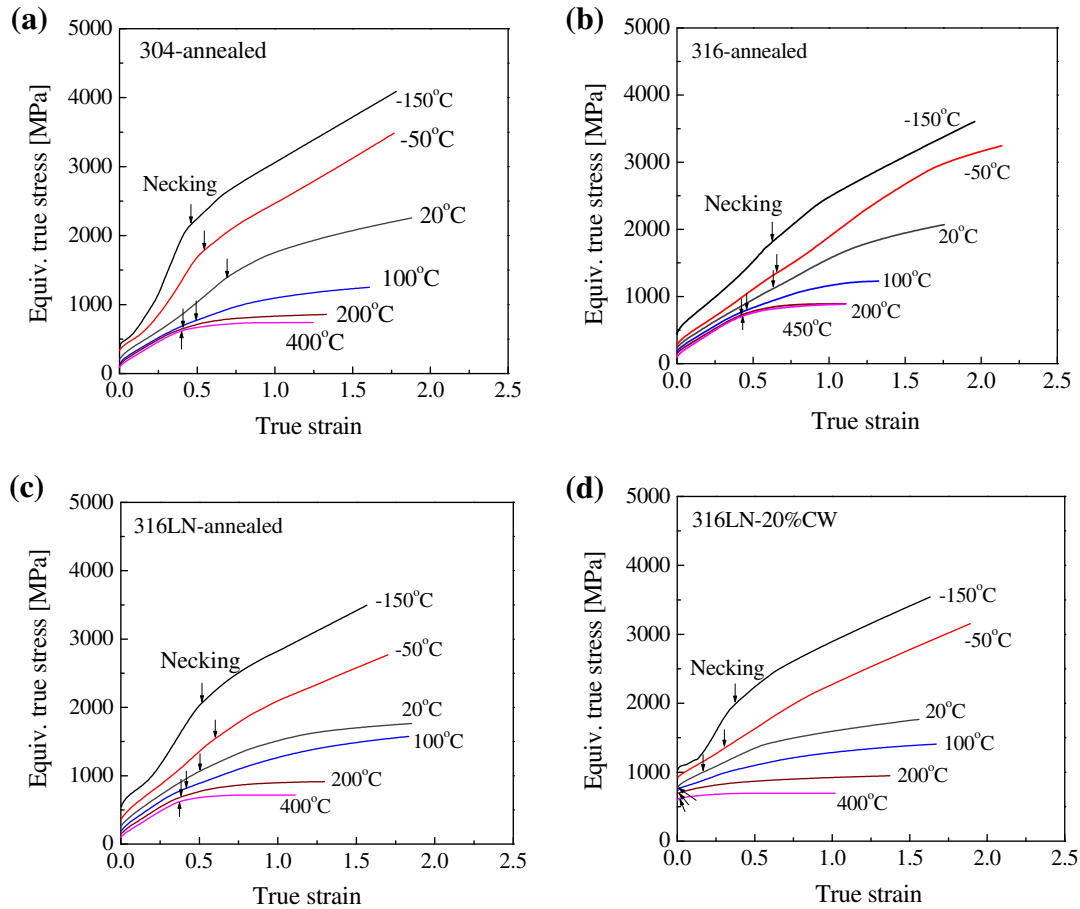 (a)
304-annealed
Equiv. true stress [MPa]
5000
4000
3000
2000
1000
0
-150°C
-50°C
Necking
20°C
100°C
200°C
400°C
0.0 0.5 1.0 1.5 2.0 2.5
True strain
(b)
316-annealed
Equiv. true stress [MPa]
5000
4000
3000
2000
1000
0
-150°C
-50°C
Necking
20°C
100°C
200°C
450°C
0.0 0.5 1.0 1.5 2.0 2.5
True strain
(c)
316LN-annealed
Equiv. true stress [MPa]
5000
4000
3000
2000
1000
0
-150°C
-50°C
Necking
20°C
100°C
200°C
400°C
0.0 0.5 1.0 1.5 2.0 2.5
True strain
(d)
316LN-20%CW
Equiv. true stress [MPa]
5000
4000
3000
2000
1000
0
-150°C
-50°C
Necking
20°C
100°C
200°C
400°C
0.0 0.5 1.0 1.5 2.0 2.5
True strain